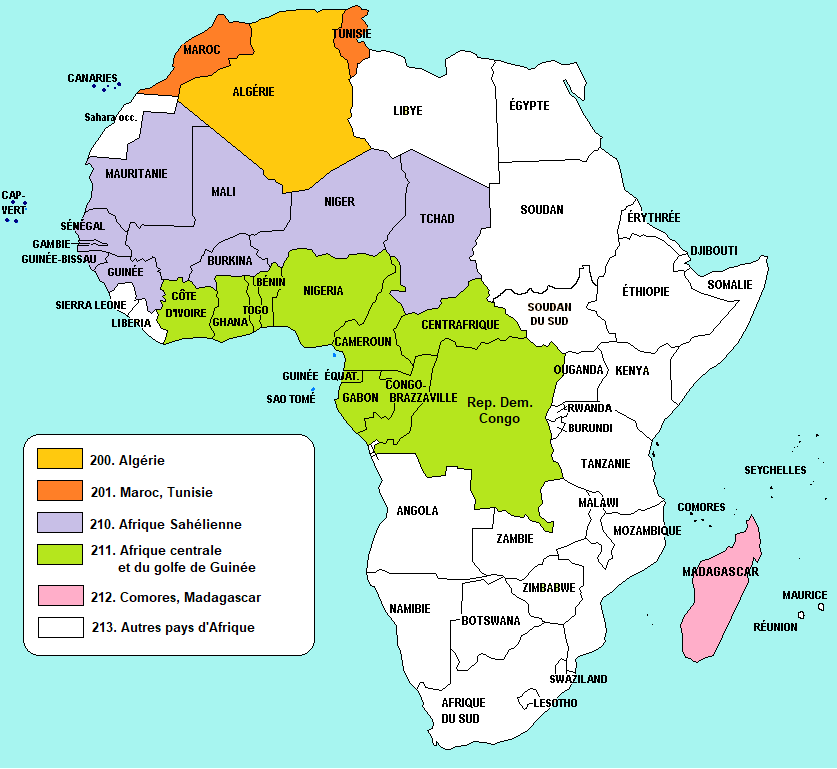 TUNISIE
MAROC
CANARIES
ALGÉRIE
LIBYE
ÉGYPTE
Sahara occ.
MAURITANIE
MALI
NIGER
TCHAD
SOUDAN
CAP-
VERT
SÉNÉGAL
GAMBIE
GUINÉE-BISSAU
GUINÉE
BURKINA
ÉRYTHRÉE
DJIBOUTI
SOMALIE
ÉTHIOPIE
BÉNIN
NIGERIA
CÔTE
D'IVOIRE
GHANA
TOGO
SIERRA LEONE
LIBERIA
SOUDAN
DU SUD
CENTRAFRIQUE
CAMEROUN
GUINÉE ÉQUAT.
SAO TOMÉ
GABON
CONGO-
BRAZZAVILLE
Rep. Dem.
Congo
OUGANDA
KENYA
RWANDA
BURUNDI
TANZANIE
SEYCHELLES
COMORES
MALAWI
ANGOLA
ZAMBIE
MOZAMBIQUE
MADAGASCAR
MAURICE
RÉUNION
ZIMBABWE
NAMIBIE
BOTSWANA
SWAZILAND
LESOTHO
AFRIQUE
DU SUD
200. Algérie
201. Maroc, Tunisie
210. Afrique Sahélienne
211. Afrique centrale
et du golfe de Guinée
212. Comores, Madagascar
213. Autres pays d'Afrique